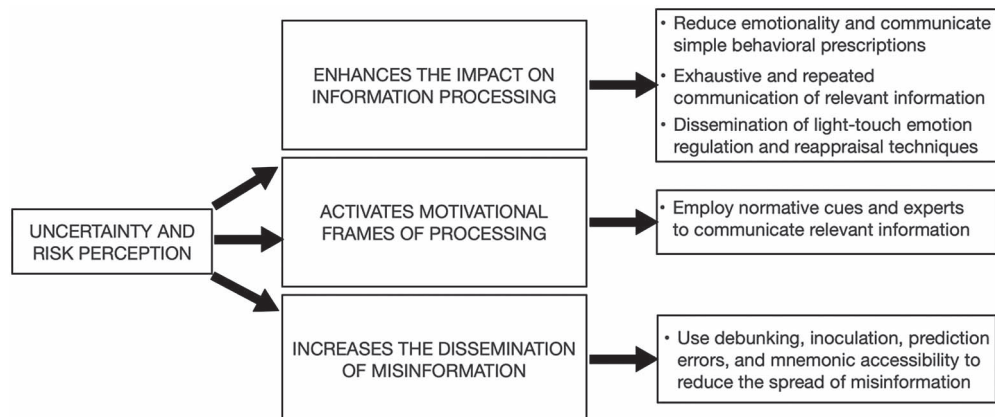 UNCERTAINTY AND
RISK PERCEPTION
ENHANCES THE IMPACT ON
INFORMATION PROCESSING
• Reduce emotionality and communicate
simple behavioral prescriptions
• Exhaustive and repeated
communication of relevant information
• Dissemination of light-touch emotion
regulation and reappraisal techniques
ACTIVATES MOTIVATIONAL
FRAMES OF PROCESSING
• Employ normative cues and experts
to communicate relevant information
INCREASES THE DISSEMINATION
OF MISINFORMATION
• Use debunking, inoculation, prediction
errors, and mnemonic accessibility to
reduce the spread of misinformation